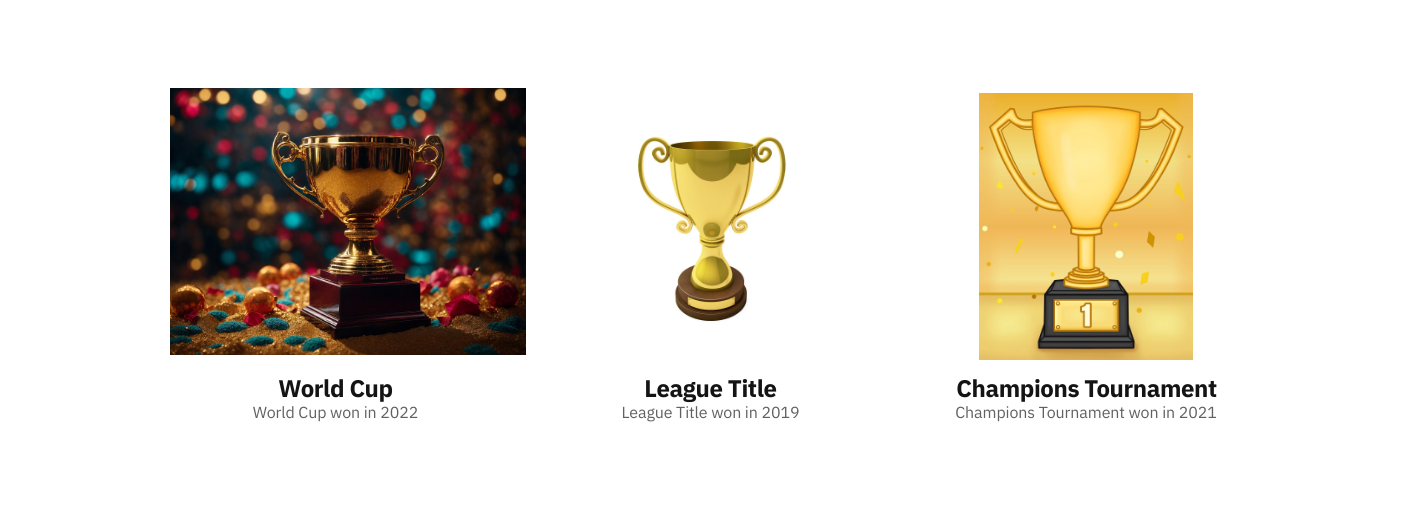 1
World Cup
World Cup won in 2022
League Title
League Title won in 2019
Champions Tournament
Champions Tournament won in 2021